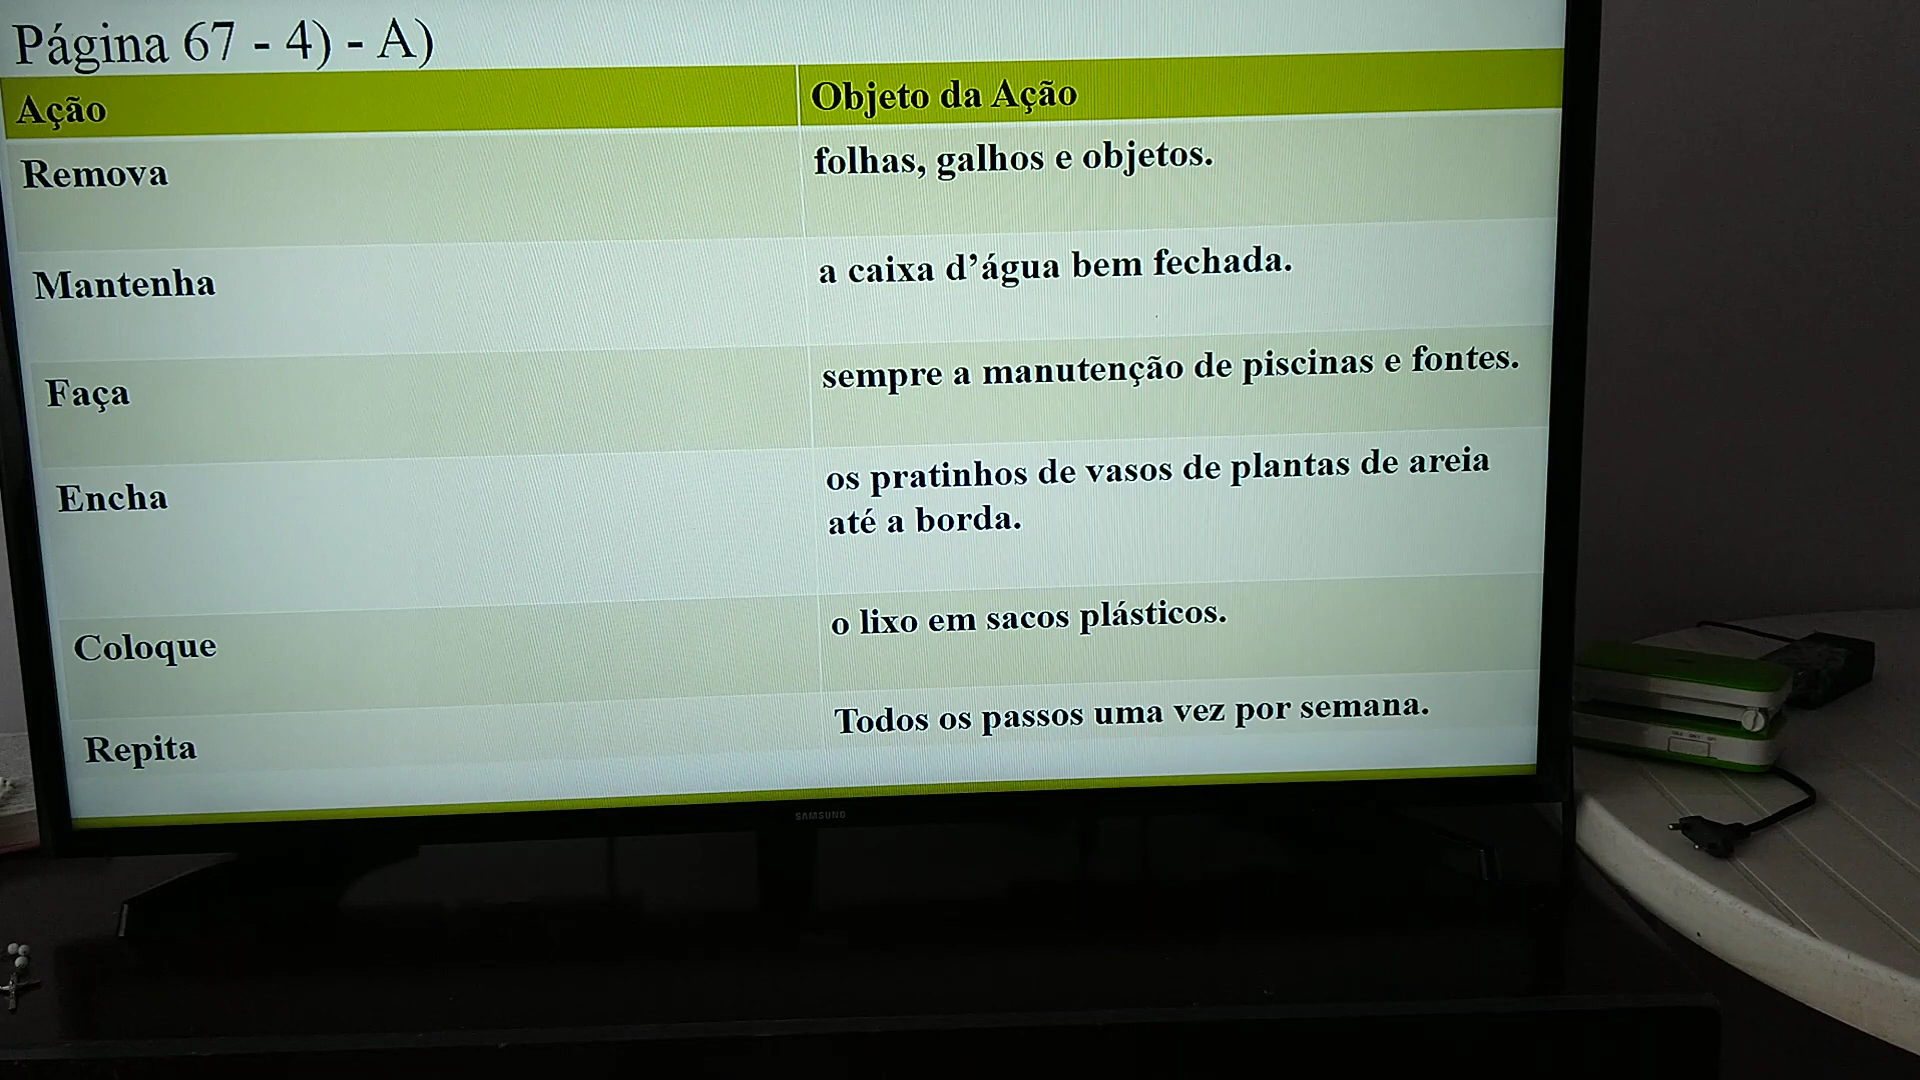 Página 67 - 4) - A)
Ação Objeto da Ação
Remova folhas, galhos e objetos.
Mantenha a caixa d’água bem fechada.
Faça sempre a manutenção de piscinas e fontes.
Encha os pratinhos de vasos de plantas de areia
até a borda.
Coloque o lixo em sacos plásticos.
Repita Todos os passos uma vez por semana.
SAMSUNG